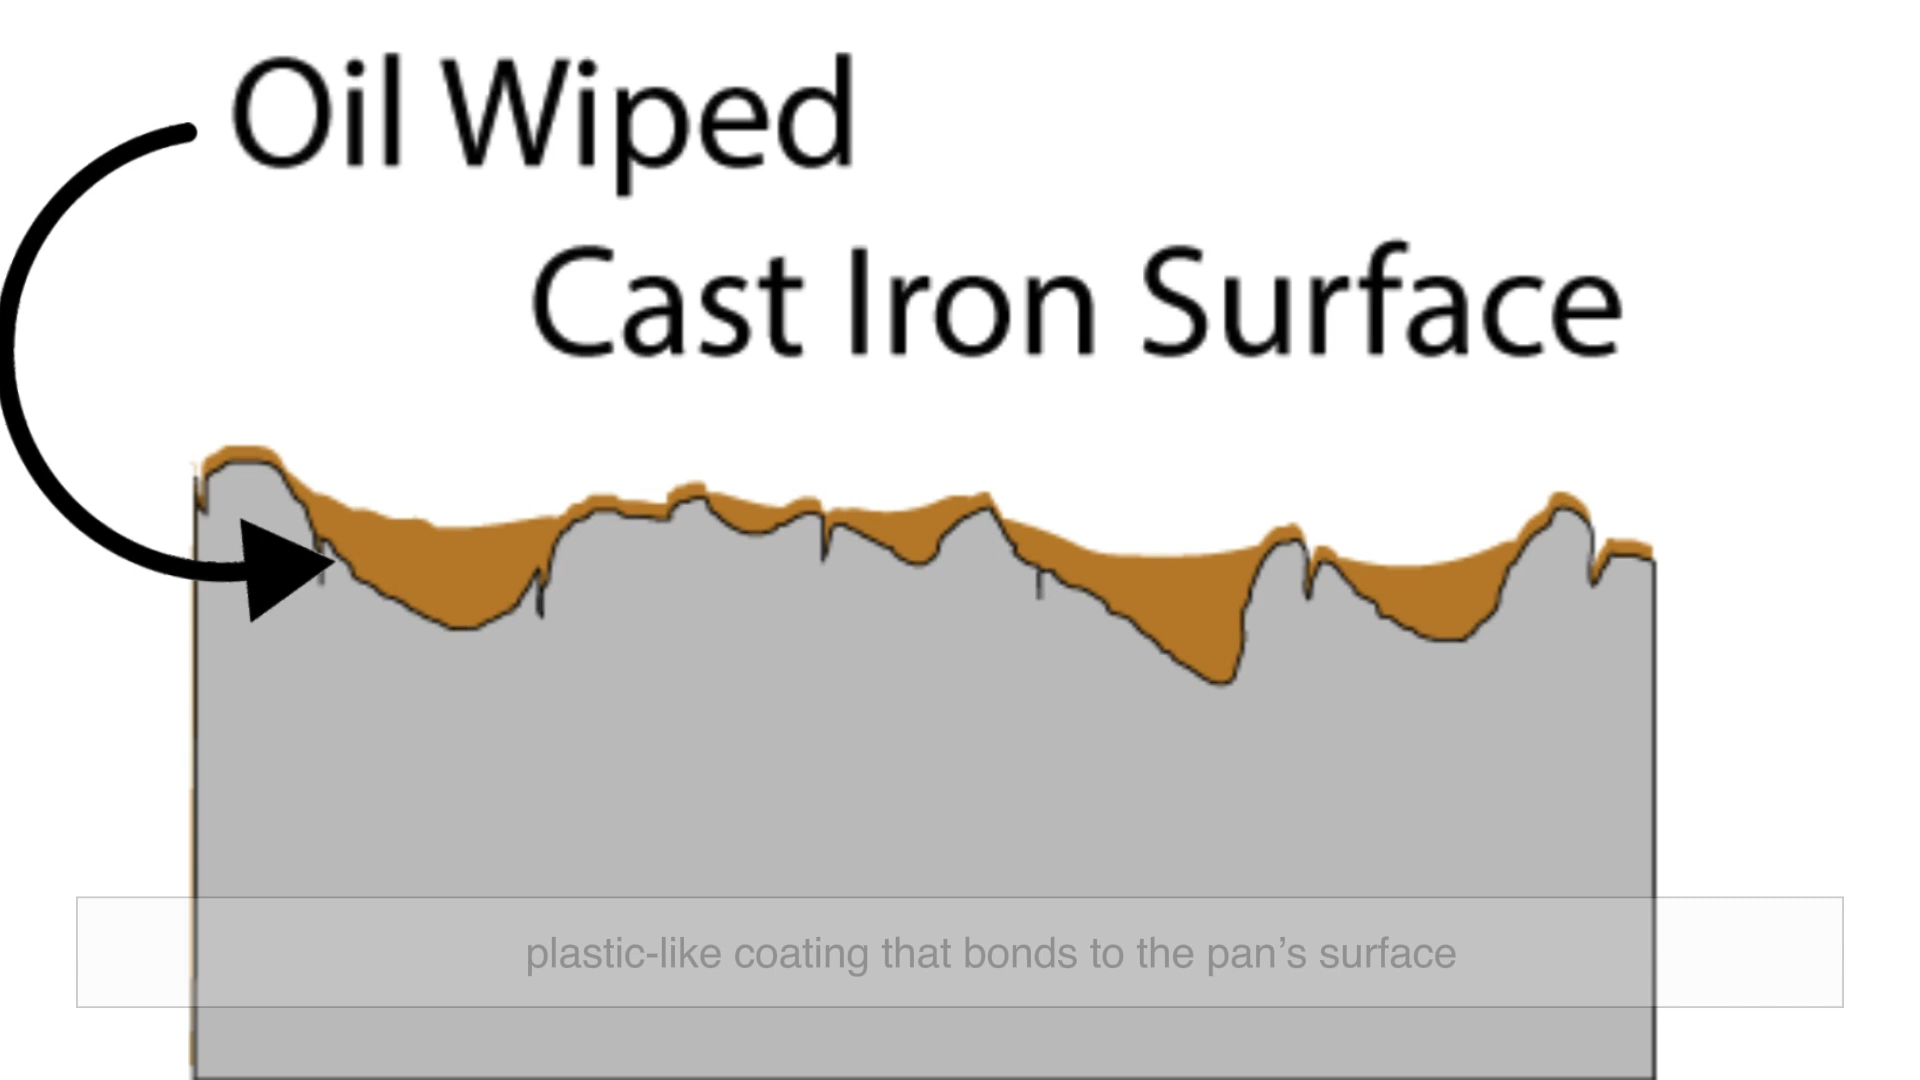 Oil Wiped
Cast Iron Surface
plastic-like coating that bonds to the pan’s surface